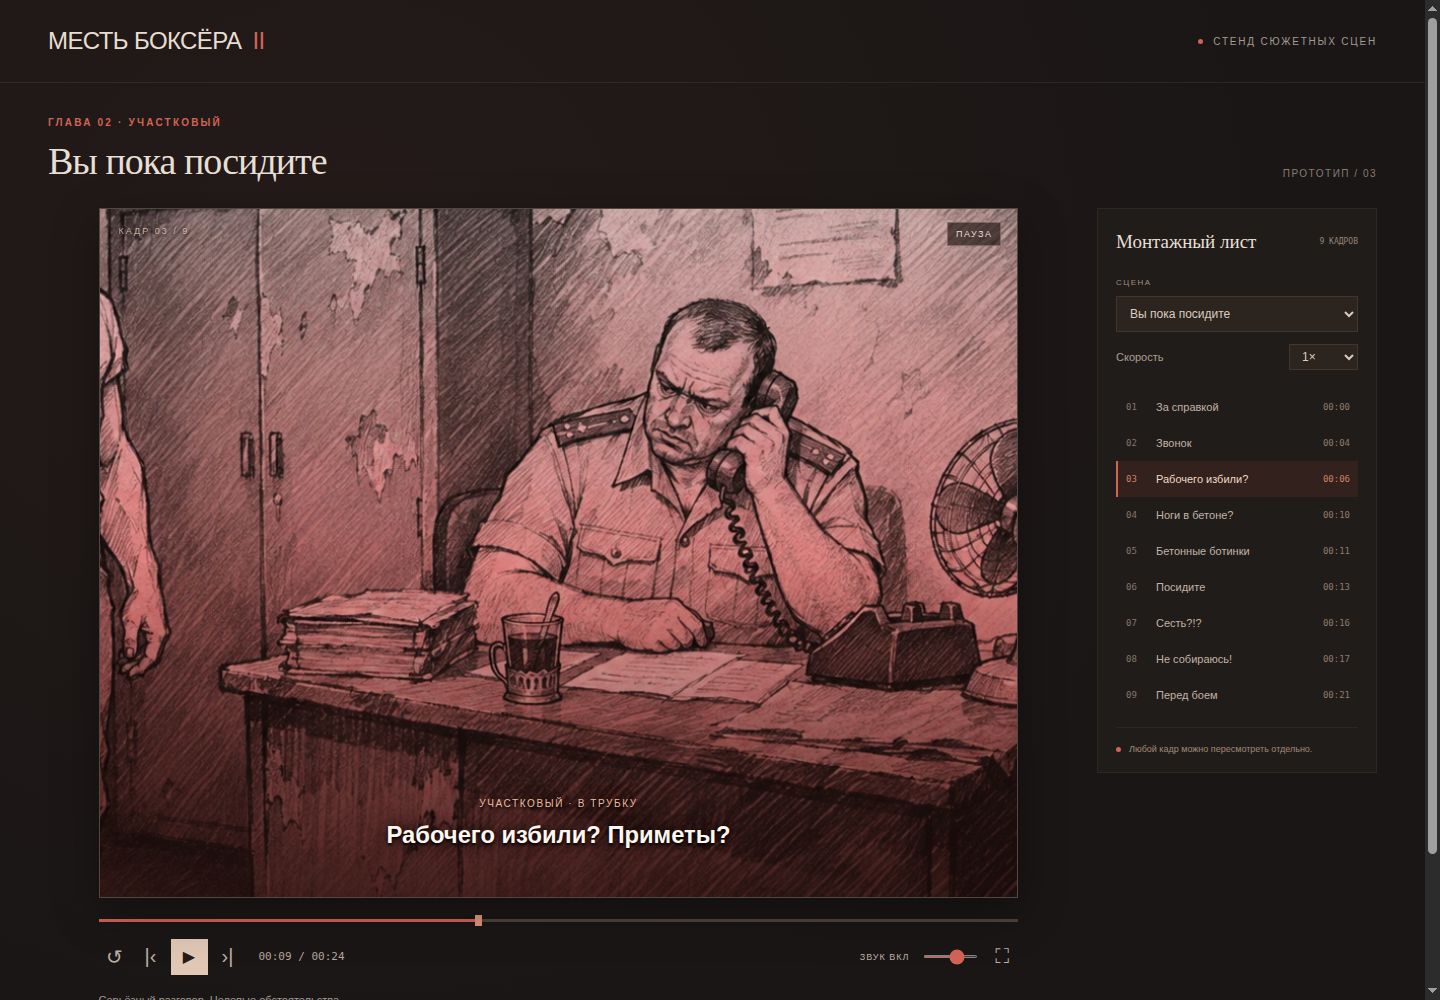 МЕСТЬ БОКСЁРА II
СТЕНД СЮЖЕТНЫХ СЦЕН
ГЛАВА 02 · УЧАСТКОВЫЙ
Вы пока посидите
ПРОТОТИП / 03
КАДР 03 / 9
ПАУЗА
УЧАСТКОВЫЙ · В ТРУБКУ
Рабочего избили? Приметы?
00:09 / 00:24
ЗВУК ВКЛ
Серьёзный разговор. Нелепые обстоятельства.
Монтажный лист
9 КАДРОВ
СЦЕНА
Вы пока посидите
Скорость 1×
01 За справкой 00:00
02 Звонок 00:04
03 Рабочего избили? 00:06
04 Ноги в бетоне? 00:10
05 Бетонные ботинки 00:11
06 Посидите 00:13
07 Сесть?!? 00:16
08 Не собираюсь! 00:17
09 Перед боем 00:21
Любой кадр можно пересмотреть отдельно.